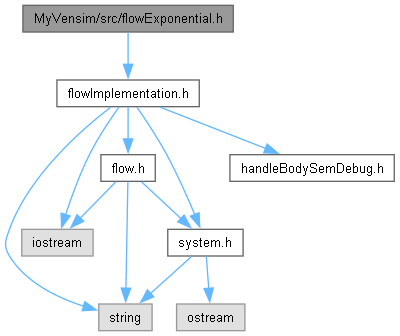 MyVensim/src/flowExponential.h
flowImplementation.h
flow.h
handleBodySemDebug.h
iostream
system.h
string
ostream